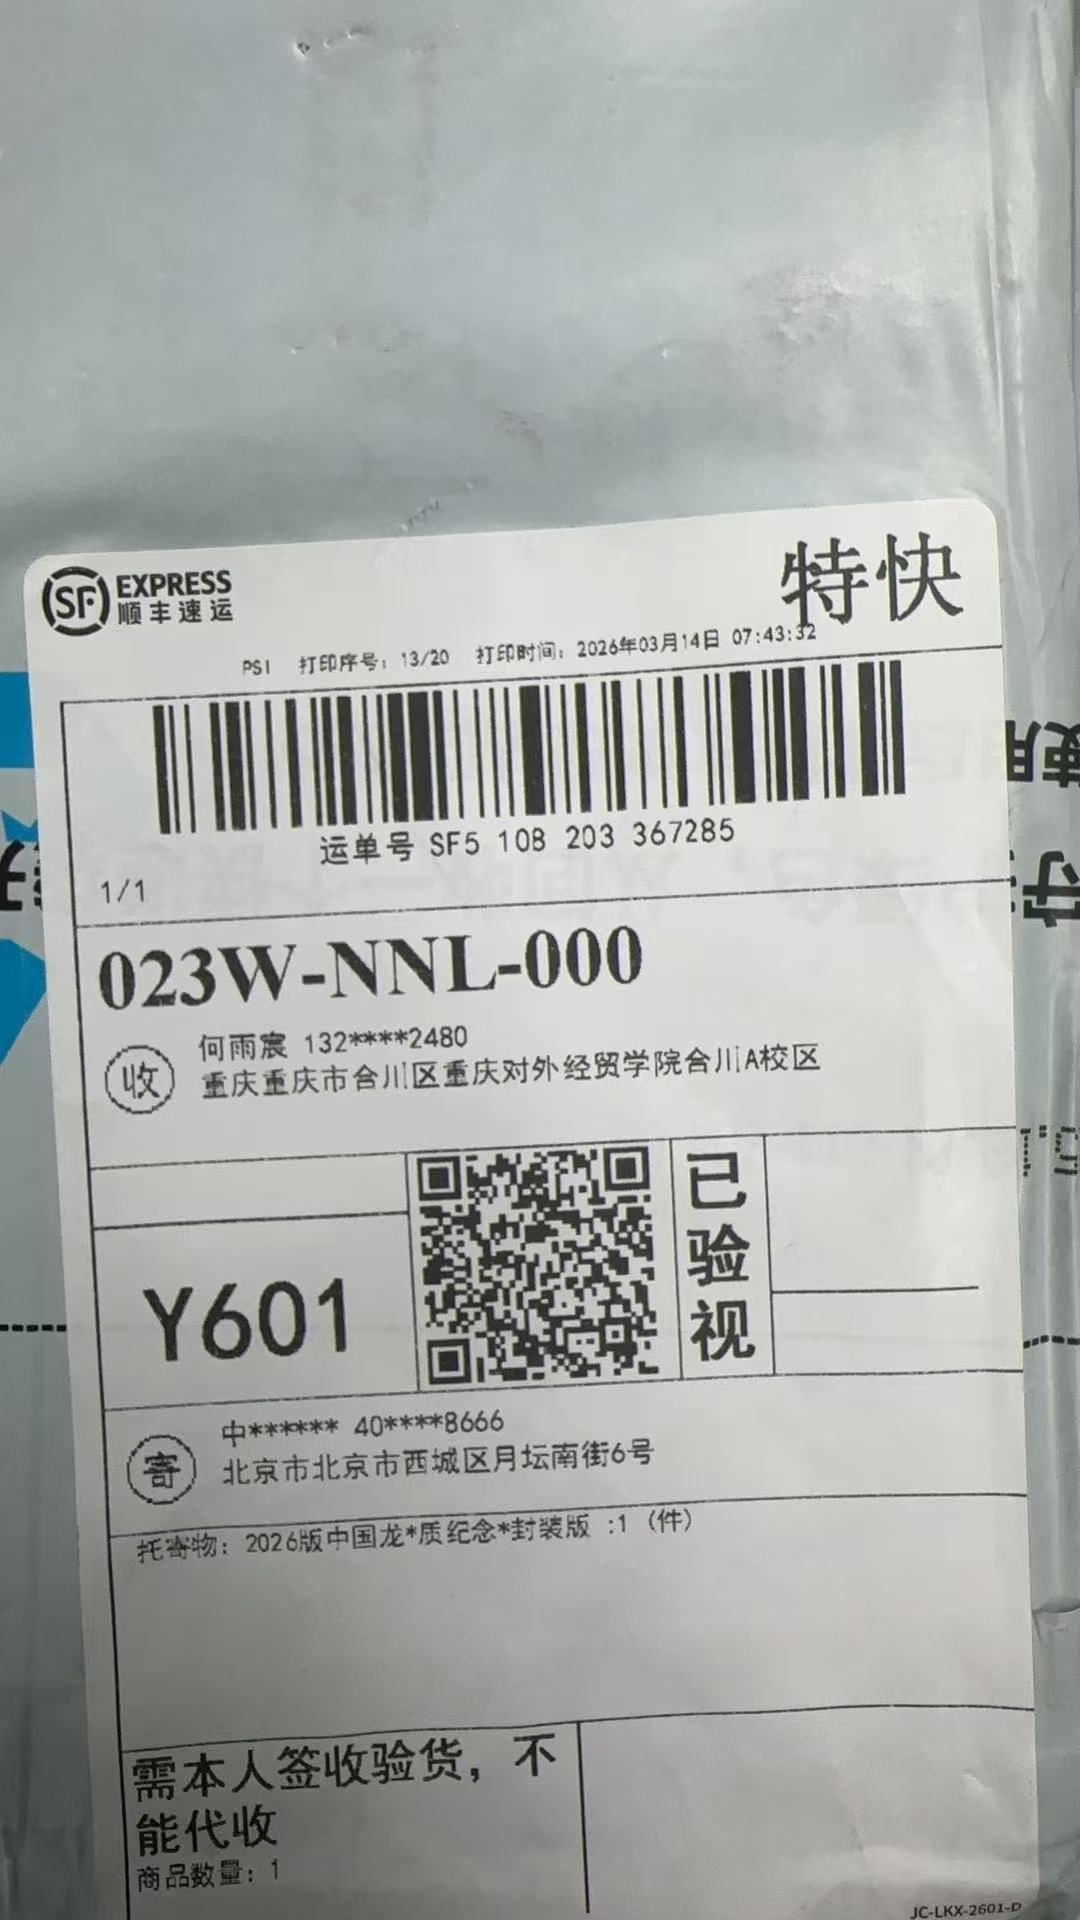 SF EXPRESS
顺丰速运
特快
PSI 打印序号：13/20 打印时间：2026年03月14日 07:43:32
运单号 SF5 108 203 367285
1/1
023W-NNL-000
收
何雨宸 132****2480
重庆重庆市合川区重庆对外经贸学院合川A校区
Y601
已验视
寄
中****** 40****8666
北京市北京市西城区月坛南街6号
托寄物：2026版中国龙*质纪念*封装版 :1（件）
需本人签收验货，不
能代收
商品数量：1
JC-LKX-2601-D
使用